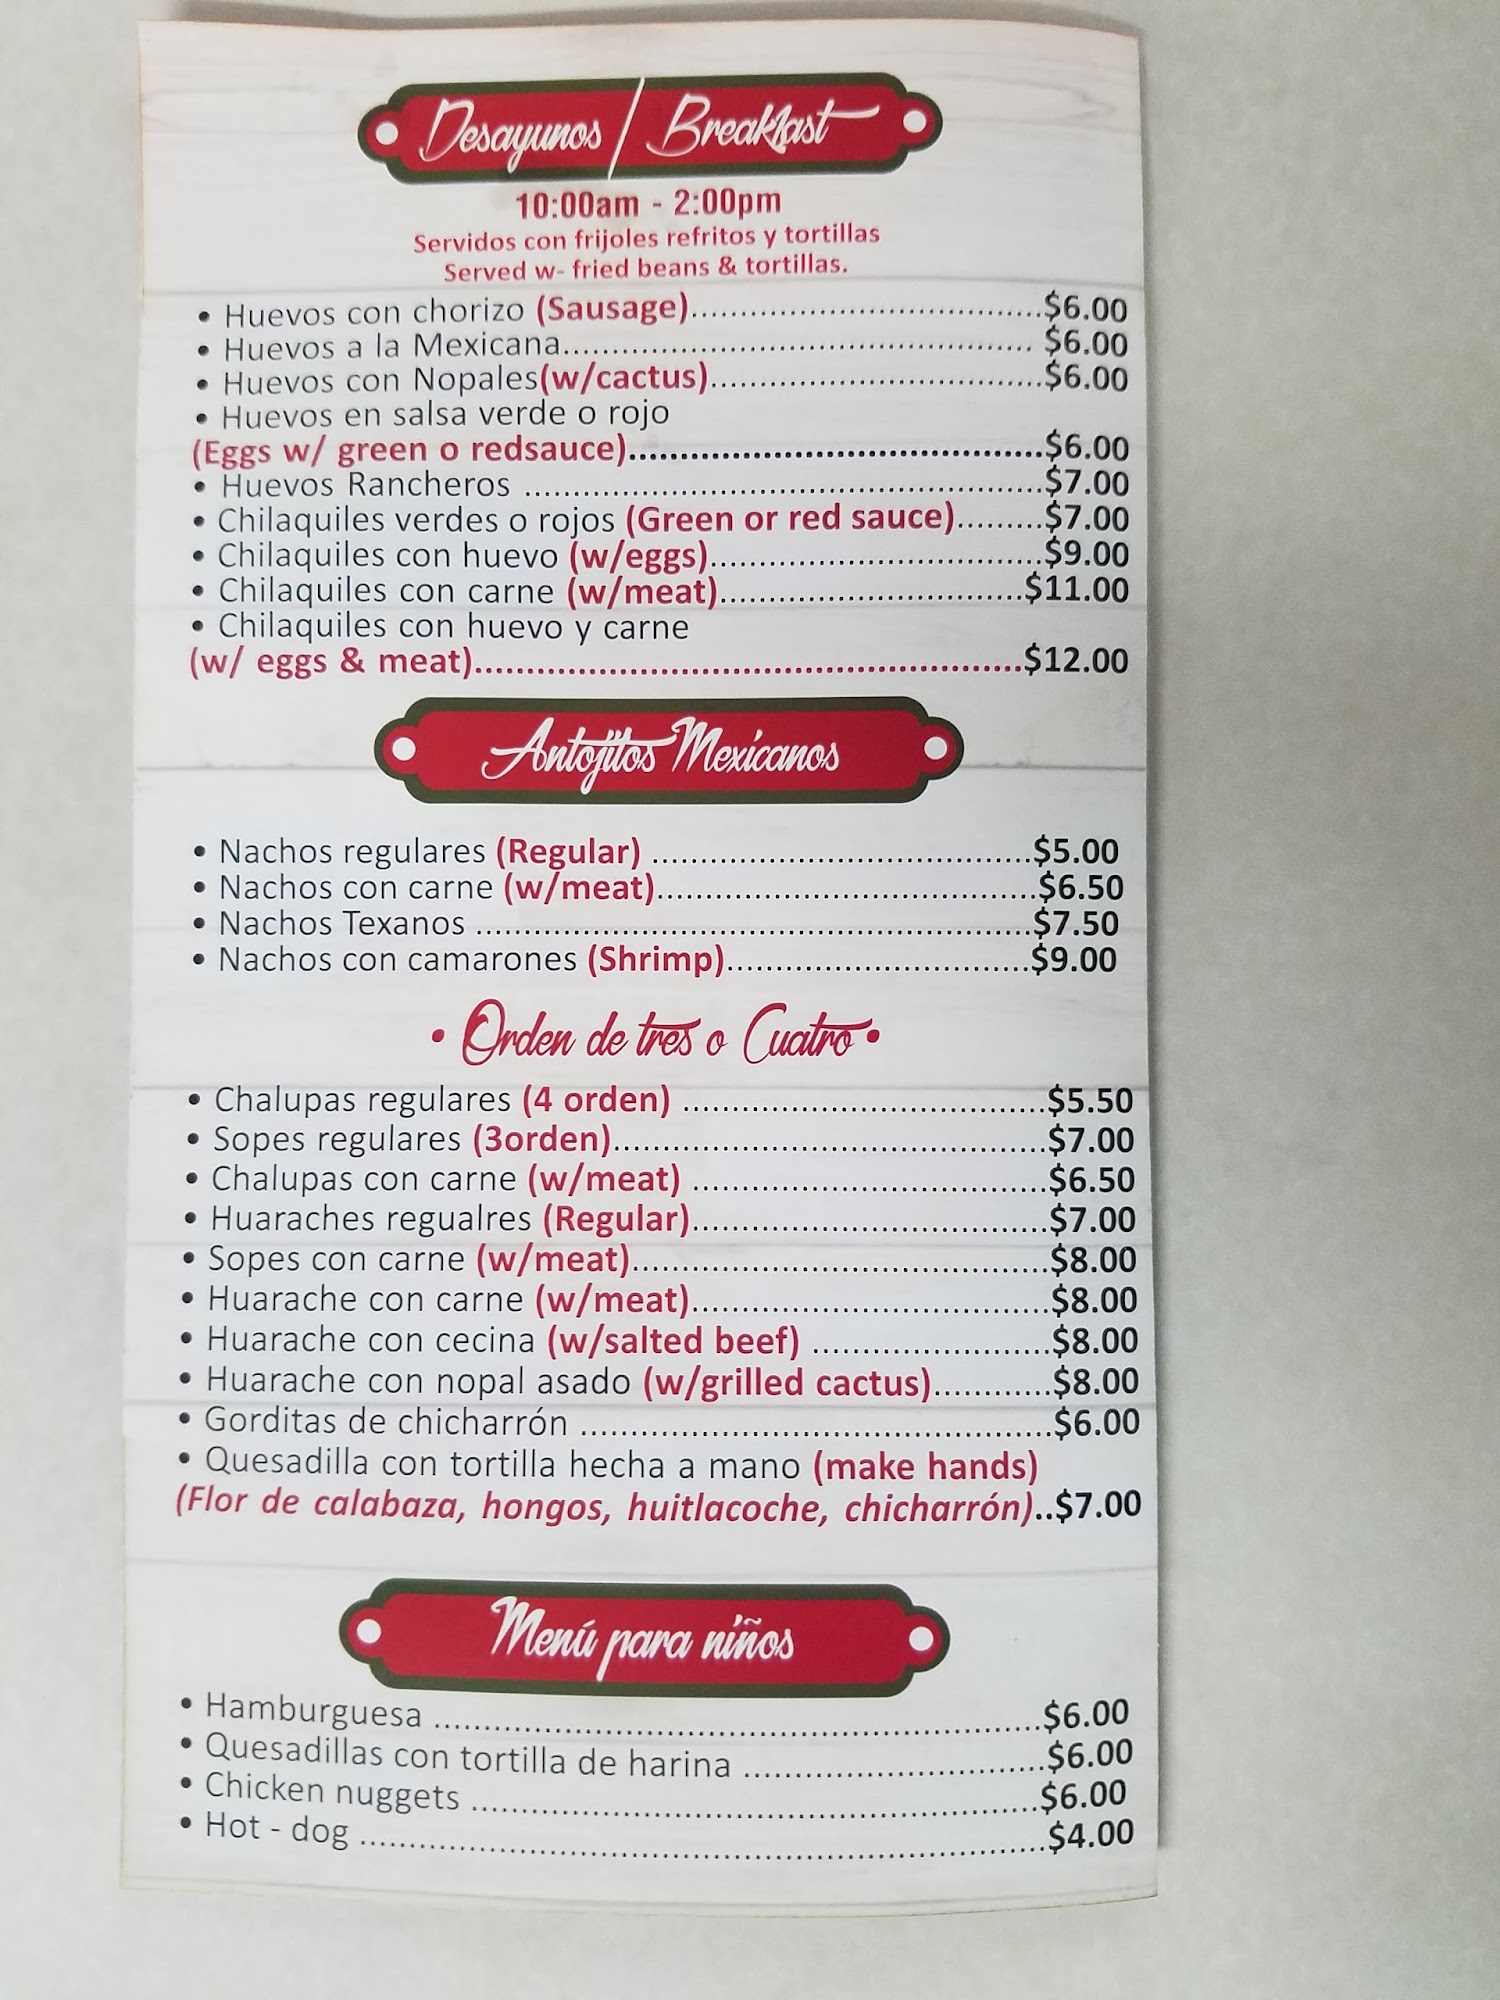 Desayunos / Breakfast
10:00am - 2:00pm
Servidos con frijoles refritos y tortillas
Served w- fried beans & tortillas.
• Huevos con chorizo (Sausage)....................................$6.00
• Huevos a la Mexicana................................................ $6.00
• Huevos con Nopales(w/cactus)..................................$6.00
• Huevos en salsa verde o rojo
(Eggs w/ green o redsauce).........................................$6.00
• Huevos Rancheros .....................................................$7.00
• Chilaquiles verdes o rojos (Green or red sauce).........$7.00
• Chilaquiles con huevo (w/eggs)..................................$9.00
• Chilaquiles con carne (w/meat)...............................$11.00
• Chilaquiles con huevo y carne
(w/ eggs & meat).......................................................$12.00
Antojitos Mexicanos
• Nachos regulares (Regular) ......................................$5.00
• Nachos con carne (w/meat)......................................$6.50
• Nachos Texanos ........................................................$7.50
• Nachos con camarones (Shrimp)..............................$9.00
• Orden de tres o Cuatro •
• Chalupas regulares (4 orden) .....................................$5.50
• Sopes regulares (3orden)............................................$7.00
• Chalupas con carne (w/meat) ....................................$6.50
• Huaraches regualres (Regular)....................................$7.00
• Sopes con carne (w/meat)..........................................$8.00
• Huarache con carne (w/meat)....................................$8.00
• Huarache con cecina (w/salted beef) ........................$8.00
• Huarache con nopal asado (w/grilled cactus)............$8.00
• Gorditas de chicharrón ...............................................$6.00
• Quesadilla con tortilla hecha a mano (make hands)
(Flor de calabaza, hongos, huitlacoche, chicharrón)..$7.00
Menú para niños
• Hamburguesa .............................................................$6.00
• Quesadillas con tortilla de harina ..............................$6.00
• Chicken nuggets .........................................................$6.00
• Hot - dog .....................................................................$4.00